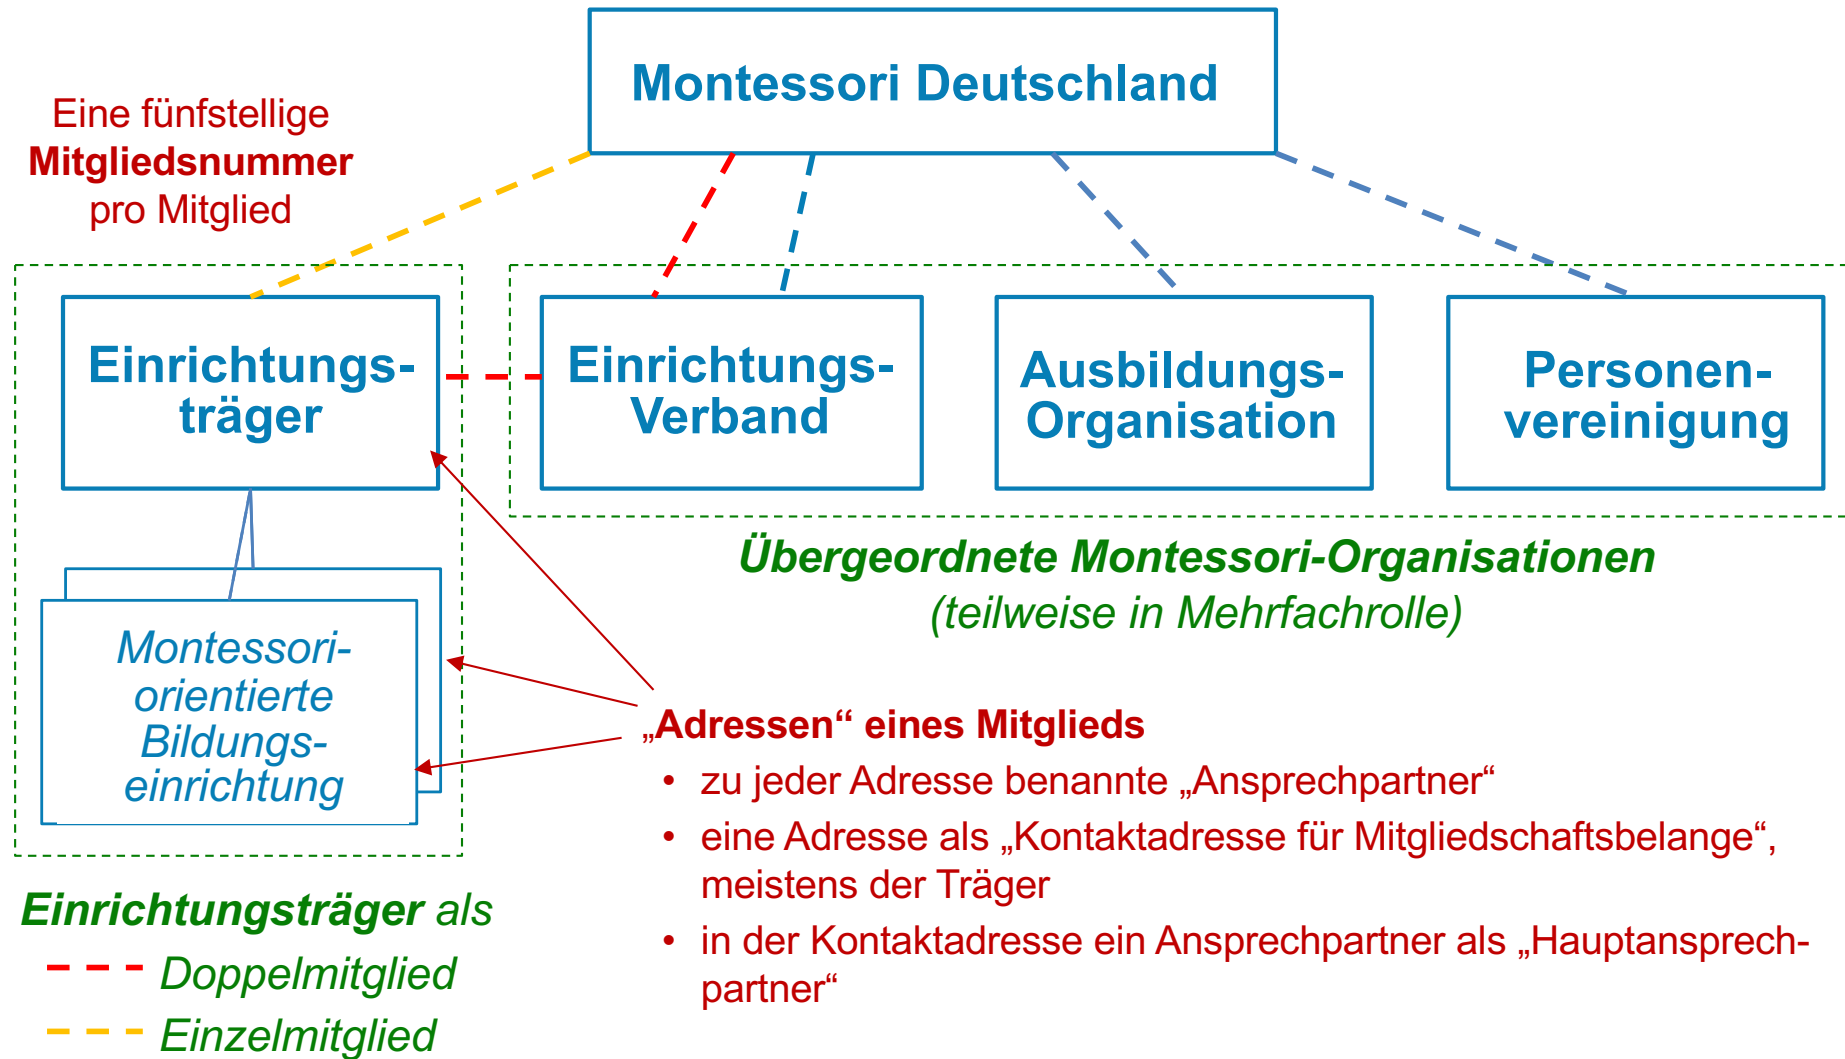 Montessori Deutschland
Eine fünfstellige
Mitgliedsnummer
pro Mitglied
Einrichtungs-
träger
Einrichtungs-
Verband
Ausbildungs-
Organisation
Personen-
vereinigung
Übergeordnete Montessori-Organisationen
(teilweise in Mehrfachrolle)
Montessori-
orientierte
Bildungs-
einrichtung
„Adressen“ eines Mitglieds
• zu jeder Adresse benannte „Ansprechpartner“
• eine Adresse als „Kontaktadresse für Mitgliedschaftsbelange“,
meistens der Träger
• in der Kontaktadresse ein Ansprechpartner als „Hauptansprech-
partner“
Einrichtungsträger als
Doppelmitglied
Einzelmitglied